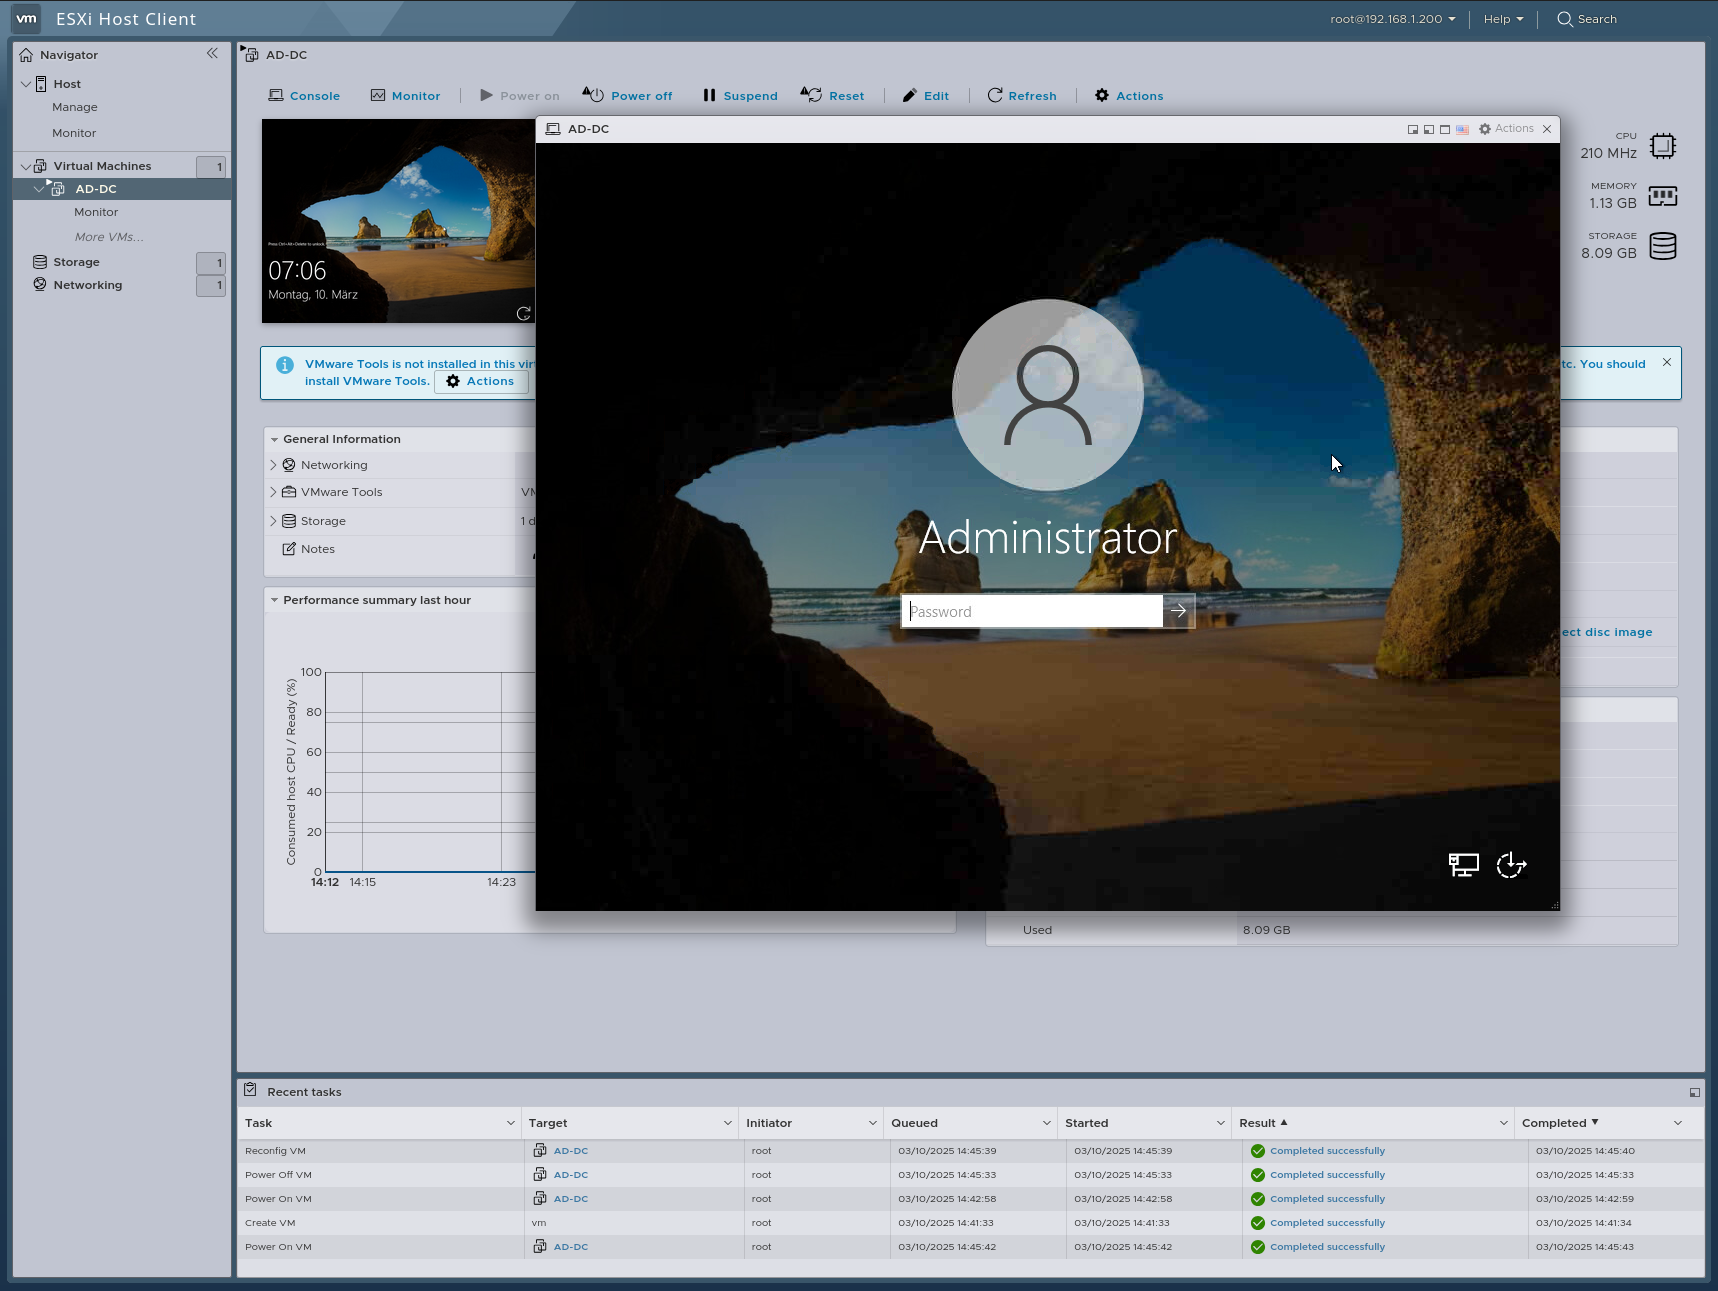 vm ESXi Host Client
root@192.168.1.200
Help
Search
Navigator
Host
Manage
Monitor
Virtual Machines 1
AD-DC
Monitor
More VMs...
Storage 1
Networking 1
AD-DC
Console
Monitor
Power on
Power off
Suspend
Reset
Edit
Refresh
Actions
Press Ctrl+Alt+Delete to unlock.
07:06
Montag, 10. März
CPU
210 MHz
MEMORY
1.13 GB
STORAGE
8.09 GB
VMware Tools is not installed in this
tc. You should
install VMware Tools.
Actions
General Information
Networking
VMware Tools
Storage 1
Notes
Performance summary last hour
Consumed host CPU / Ready (%)
100
80
60
40
20
0
14:12 14:15 14:23
AD-DC
Actions
Administrator
Password
disc image
Used 8.09 GB
Recent tasks
Task Target Initiator Queued Started Result Completed
Reconfig VM AD-DC root 03/10/2025 14:45:39 03/10/2025 14:45:39 Completed successfully 03/10/2025 14:45:40
Power Off VM AD-DC root 03/10/2025 14:45:33 03/10/2025 14:45:33 Completed successfully 03/10/2025 14:45:33
Power On VM AD-DC root 03/10/2025 14:42:58 03/10/2025 14:42:58 Completed successfully 03/10/2025 14:42:59
Create VM vm root 03/10/2025 14:41:33 03/10/2025 14:41:33 Completed successfully 03/10/2025 14:41:34
Power On VM AD-DC root 03/10/2025 14:45:42 03/10/2025 14:45:42 Completed successfully 03/10/2025 14:45:43